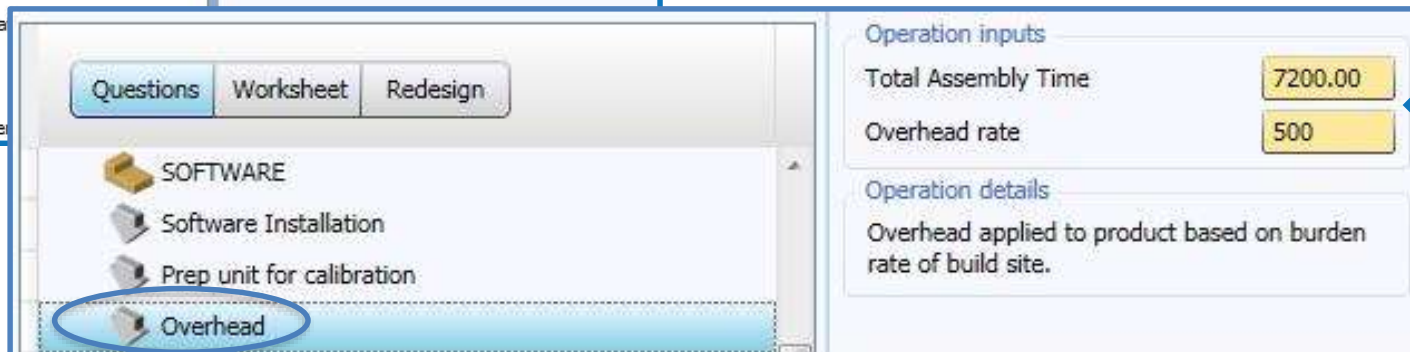 Questions Worksheet Redesign
SOFTWARE
Software Installation
Prep unit for calibration
Overhead
Operation inputs
Total Assembly Time 7200.00
Overhead rate 500
Operation details
Overhead applied to product based on burden
rate of build site.